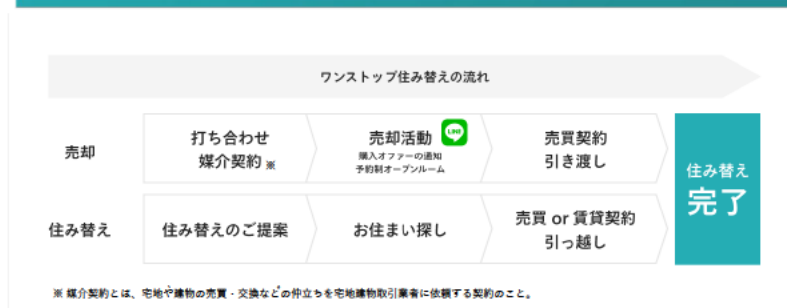 ワンストップ住み替えの流れ
売却
打ち合わせ
媒介契約※
売却活動 LINE
購入オファーの通知
予約制オープンルーム
売買契約
引き渡し
住み替え
完了
住み替え
住み替えのご提案
お住まい探し
売買 or 賃貸契約
引っ越し
※ 媒介契約とは、宅地や建物の売買・交換などの仲立ちを宅地建物取引業者に依頼する契約のこと。